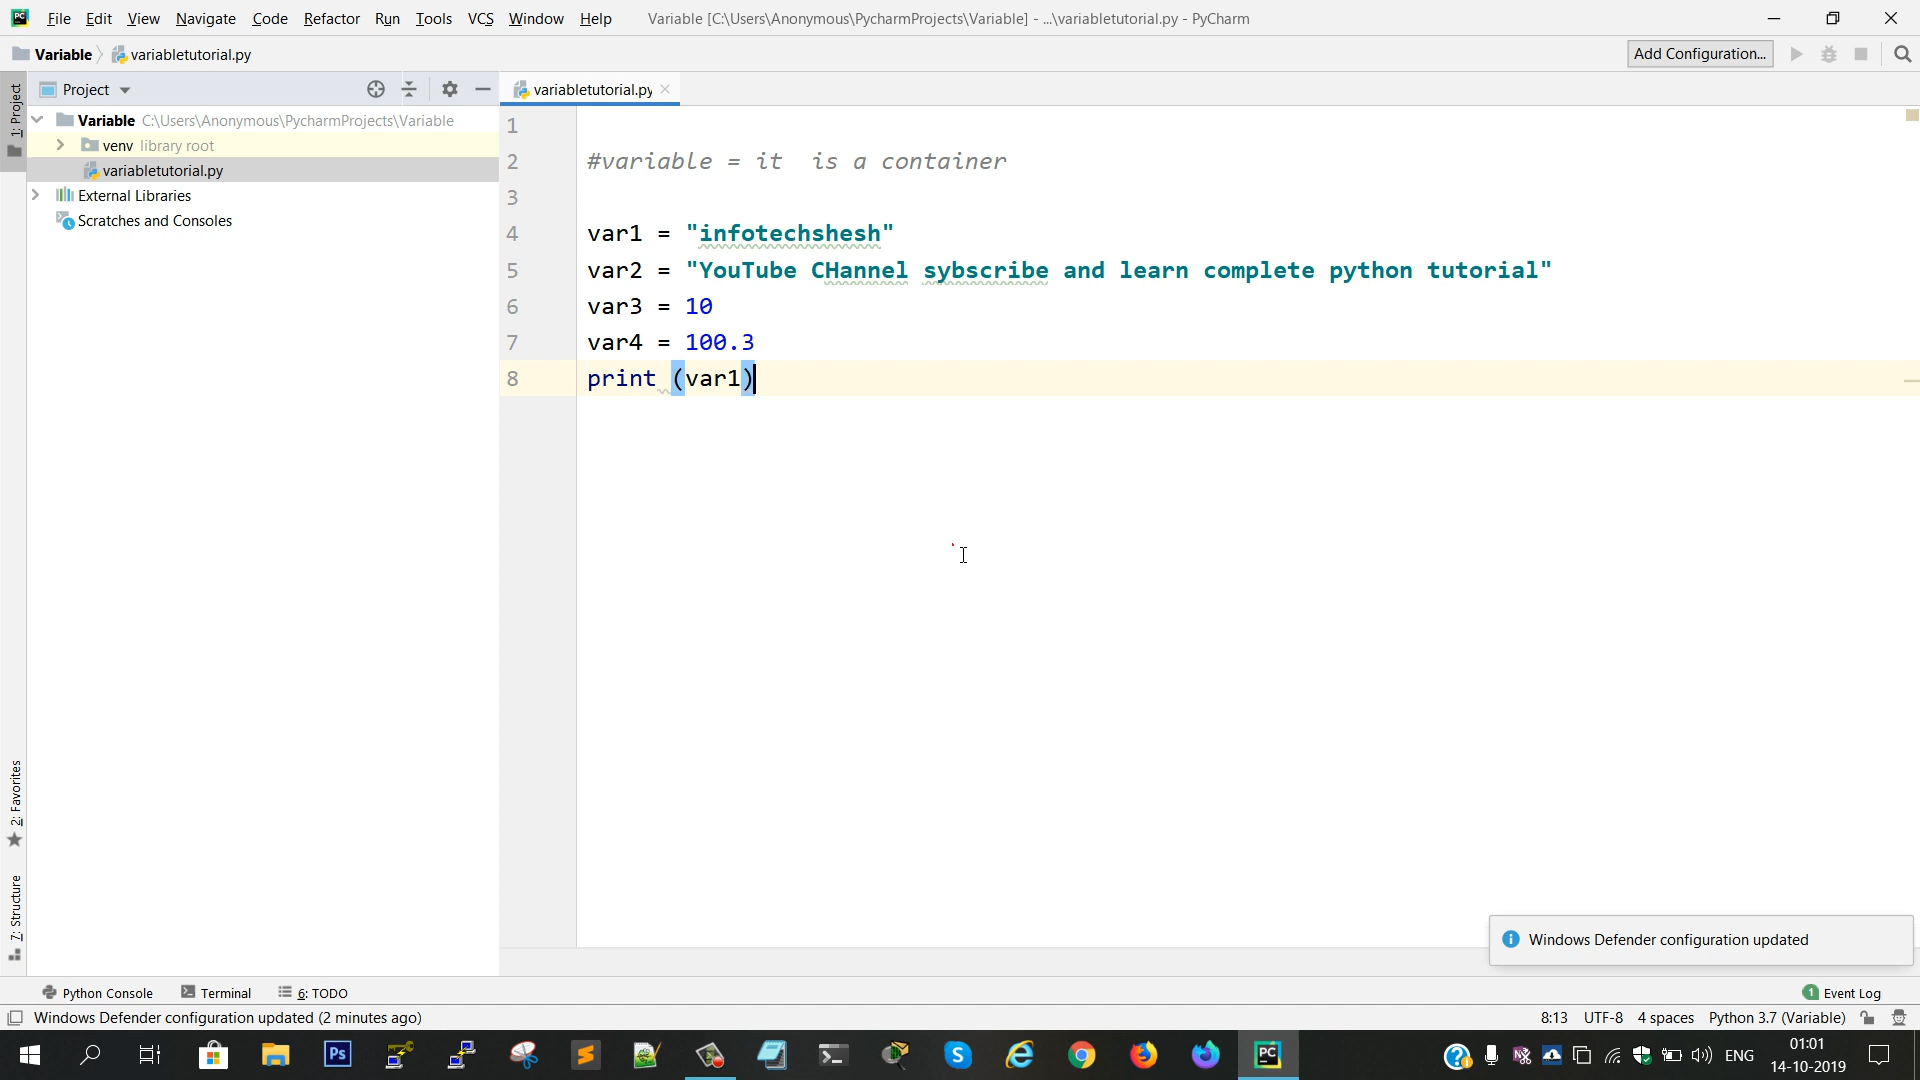 File Edit View Navigate Code Refactor Run Tools VCS Window Help Variable [C:\Users\Anonymous\PycharmProjects\Variable] - ...\variabletutorial.py - PyCharm
Variable variabletutorial.py Add Configuration...
1: Project Project variabletutorial.py
Variable C:\Users\Anonymous\PycharmProjects\Variable
venv library root
variabletutorial.py
External Libraries
Scratches and Consoles
1
2 #variable = it  is a container
3
4 var1 = "infotechshesh"
5 var2 = "YouTube CHannel sybscribe and learn complete python tutorial"
6 var3 = 10
7 var4 = 100.3
8 print (var1)
2: Favorites
7: Structure
Windows Defender configuration updated
Python Console Terminal 6: TODO 1 Event Log
Windows Defender configuration updated (2 minutes ago) 8:13 UTF-8 4 spaces Python 3.7 (Variable)
PC Ps S PC ENG 01:01
14-10-2019